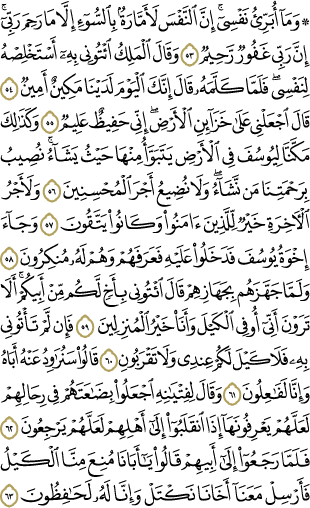 ۞ وَمَآ أُبَرِّئُ نَفۡسِيٓۚ إِنَّ ٱلنَّفۡسَ لَأَمَّارَةُۢ بِٱلسُّوٓءِ إِلَّا مَا رَحِمَ رَبِّيٓۚ
إِنَّ رَبِّي غَفُورٞ رَّحِيمٞ ٥٣ وَقَالَ ٱلۡمَلِكُ ٱئۡتُونِي بِهِۦٓ أَسۡتَخۡلِصۡهُ
لِنَفۡسِيۖ فَلَمَّا كَلَّمَهُۥ قَالَ إِنَّكَ ٱلۡيَوۡمَ لَدَيۡنَا مَكِينٌ أَمِينٞ ٥٤
قَالَ ٱجۡعَلۡنِي عَلَىٰ خَزَآئِنِ ٱلۡأَرۡضِۖ إِنِّي حَفِيظٌ عَلِيمٞ ٥٥ وَكَذَٰلِكَ
مَكَّنَّا لِيُوسُفَ فِي ٱلۡأَرۡضِ يَتَبَوَّأُ مِنۡهَا حَيۡثُ يَشَآءُۚ نُصِيبُ
بِرَحۡمَتِنَا مَن نَّشَآءُۖ وَلَا نُضِيعُ أَجۡرَ ٱلۡمُحۡسِنِينَ ٥٦ وَلَأَجۡرُ
ٱلۡأٓخِرَةِ خَيۡرٞ لِّلَّذِينَ ءَامَنُواْ وَكَانُواْ يَتَّقُونَ ٥٧ وَجَآءَ
إِخۡوَةُ يُوسُفَ فَدَخَلُواْ عَلَيۡهِ فَعَرَفَهُمۡ وَهُمۡ لَهُۥ مُنكِرُونَ ٥٨
وَلَمَّا جَهَّزَهُم بِجَهَازِهِمۡ قَالَ ٱئۡتُونِي بِأَخٖ لَّكُم مِّنۡ أَبِيكُمۡۚ أَلَا
تَرَوۡنَ أَنِّيٓ أُوفِي ٱلۡكَيۡلَ وَأَنَا۠ خَيۡرُ ٱلۡمُنزِلِينَ ٥٩ فَإِن لَّمۡ تَأۡتُونِي
بِهِۦ فَلَا كَيۡلَ لَكُمۡ عِندِي وَلَا تَقۡرَبُونِ ٦٠ قَالُواْ سَنُرَٰوِدُ عَنۡهُ أَبَاهُ
وَإِنَّا لَفَٰعِلُونَ ٦١ وَقَالَ لِفِتۡيَٰنِهِ ٱجۡعَلُواْ بِضَٰعَتَهُمۡ فِي رِحَالِهِمۡ
لَعَلَّهُمۡ يَعۡرِفُونَهَآ إِذَا ٱنقَلَبُوٓاْ إِلَىٰٓ أَهۡلِهِمۡ لَعَلَّهُمۡ يَرۡجِعُونَ ٦٢
فَلَمَّا رَجَعُوٓاْ إِلَىٰٓ أَبِيهِمۡ قَالُواْ يَٰٓأَبَانَا مُنِعَ مِنَّا ٱلۡكَيۡلُ
فَأَرۡسِلۡ مَعَنَآ أَخَانَا نَكۡتَلۡ وَإِنَّا لَهُۥ لَحَٰفِظُونَ ٦٣